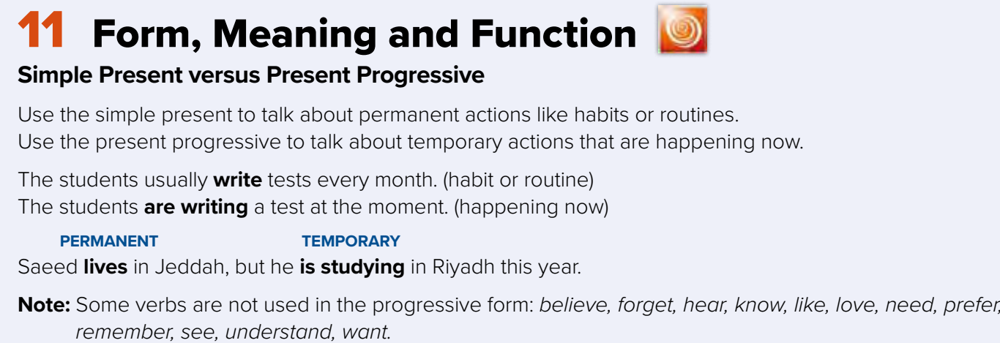 11 Form, Meaning and Function
Simple Present versus Present Progressive
Use the simple present to talk about permanent actions like habits or routines.
Use the present progressive to talk about temporary actions that are happening now.
The students usually write tests every month. (habit or routine)
The students are writing a test at the moment. (happening now)
PERMANENT TEMPORARY
Saeed lives in Jeddah, but he is studying in Riyadh this year.
Note: Some verbs are not used in the progressive form: believe, forget, hear, know, like, love, need, prefer,
remember, see, understand, want.